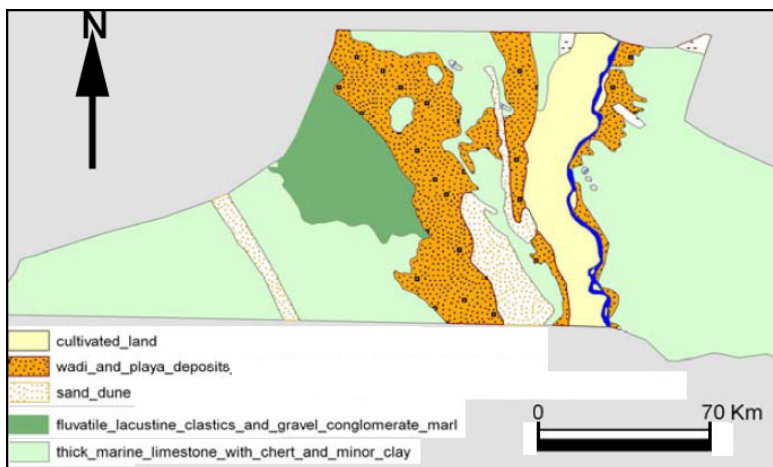 N
cultivated_land
wadi_and_playa_deposits
sand_dune
fluvatile_lacustine_clastics_and_gravel_conglomerate_marl
thick_marine_limestone_with_chert_and_minor_clay
0 70 Km